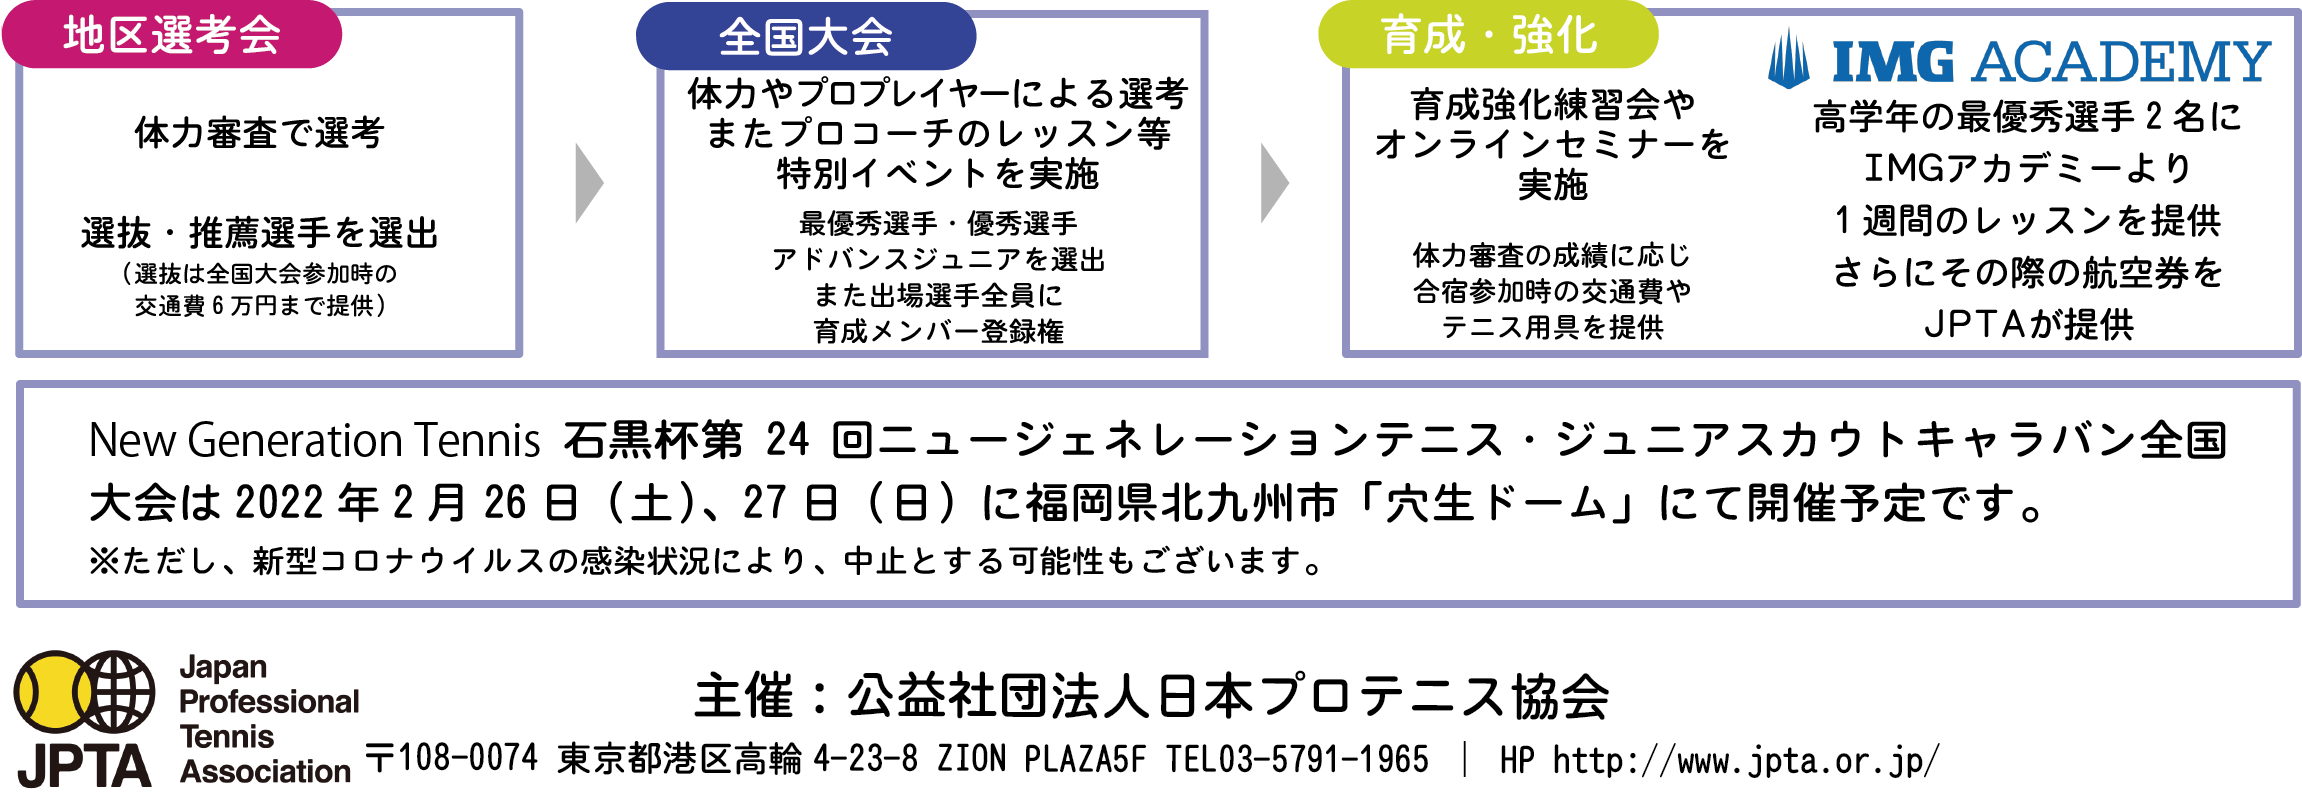 地区選考会
体力審査で選考
選抜・推薦選手を選出
（選抜は全国大会参加時の
交通費6万円まで提供）
全国大会
体力やプロプレイヤーによる選考
またプロコーチのレッスン等
特別イベントを実施
最優秀選手・優秀選手
アドバンスジュニアを選出
また出場選手全員に
育成メンバー登録権
育成・強化
育成強化練習会や
オンラインセミナーを
実施
体力審査の成績に応じ
合宿参加時の交通費や
テニス用具を提供
IMG ACADEMY
高学年の最優秀選手2名に
IMGアカデミーより
1週間のレッスンを提供
さらにその際の航空券を
JPTAが提供
New Generation Tennis 石黒杯第 24 回ニュージェネレーションテニス・ジュニアスカウトキャラバン全国
大会は 2022 年 2 月 26 日（土）、27 日（日）に福岡県北九州市「穴生ドーム」にて開催予定です。
※ただし、新型コロナウイルスの感染状況により、中止とする可能性もございます。
JPTA
Japan
Professional
Tennis
Association
主催：公益社団法人日本プロテニス協会
〒108-0074 東京都港区高輪4-23-8 ZION PLAZA5F TEL03-5791-1965 ｜ HP http://www.jpta.or.jp/